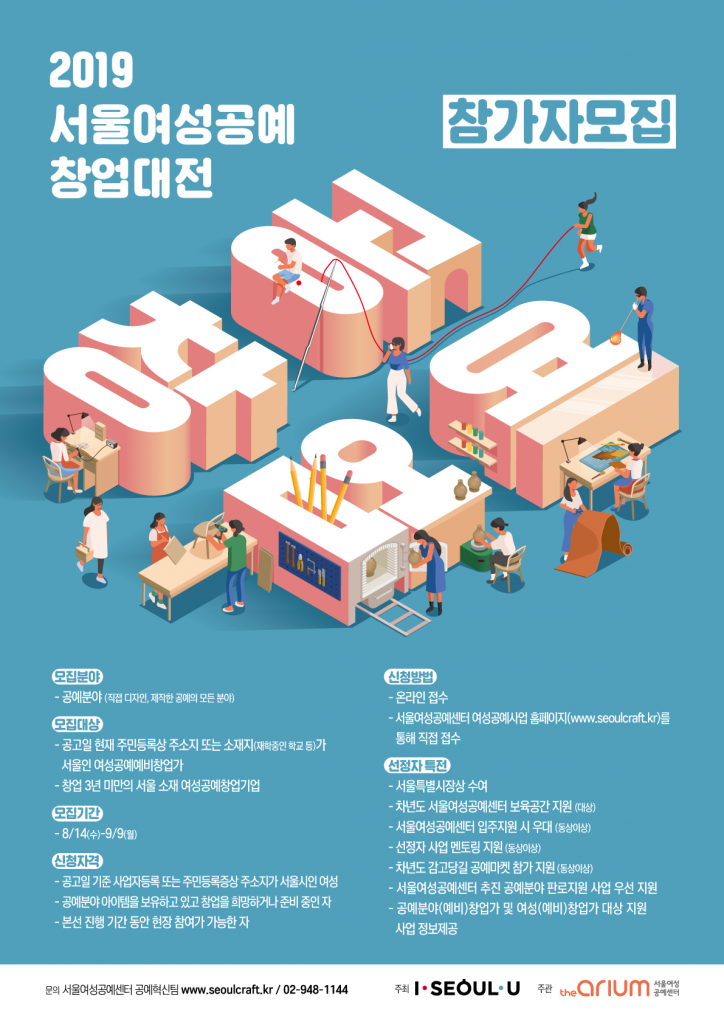 2019
서울여성공예
창업대전
참가자모집
여성
창업
공예
모집분야
- 공예분야 (직접 디자인, 제작한 공예의 모든 분야)
모집대상
- 공고일 현재 주민등록상 주소지 또는 소재지(재학중인 학교 등)가
서울인 여성공예예비창업가
- 창업 3년 미만의 서울 소재 여성공예창업기업
모집기간
- 8/14(수)-9/9(월)
신청자격
- 공고일 기준 사업자등록 또는 주민등록증상 주소지가 서울시인 여성
- 공예분야 아이템을 보유하고 있고 창업을 희망하거나 준비 중인 자
- 본선 진행 기간 동안 현장 참여가 가능한 자
신청방법
- 온라인 접수
- 서울여성공예센터 여성공예사업 홈페이지(www.seoulcraft.kr)를
통해 직접 접수
선정자 특전
- 서울특별시장상 수여
- 차년도 서울여성공예센터 보육공간 지원 (대상)
- 서울여성공예센터 입주지원 시 우대 (동상이상)
- 선정자 사업 멘토링 지원 (동상이상)
- 차년도 감고당길 공예마켓 참가 지원 (동상이상)
- 서울여성공예센터 추진 공예분야 판로지원 사업 우선 지원
- 공예분야(예비)창업가 및 여성(예비)창업가 대상 지원
사업 정보제공
문의 서울여성공예센터 공예혁신팀 www.seoulcraft.kr / 02-948-1144
주최 I·SEOUL·U 주관 the arium 서울여성
공예센터